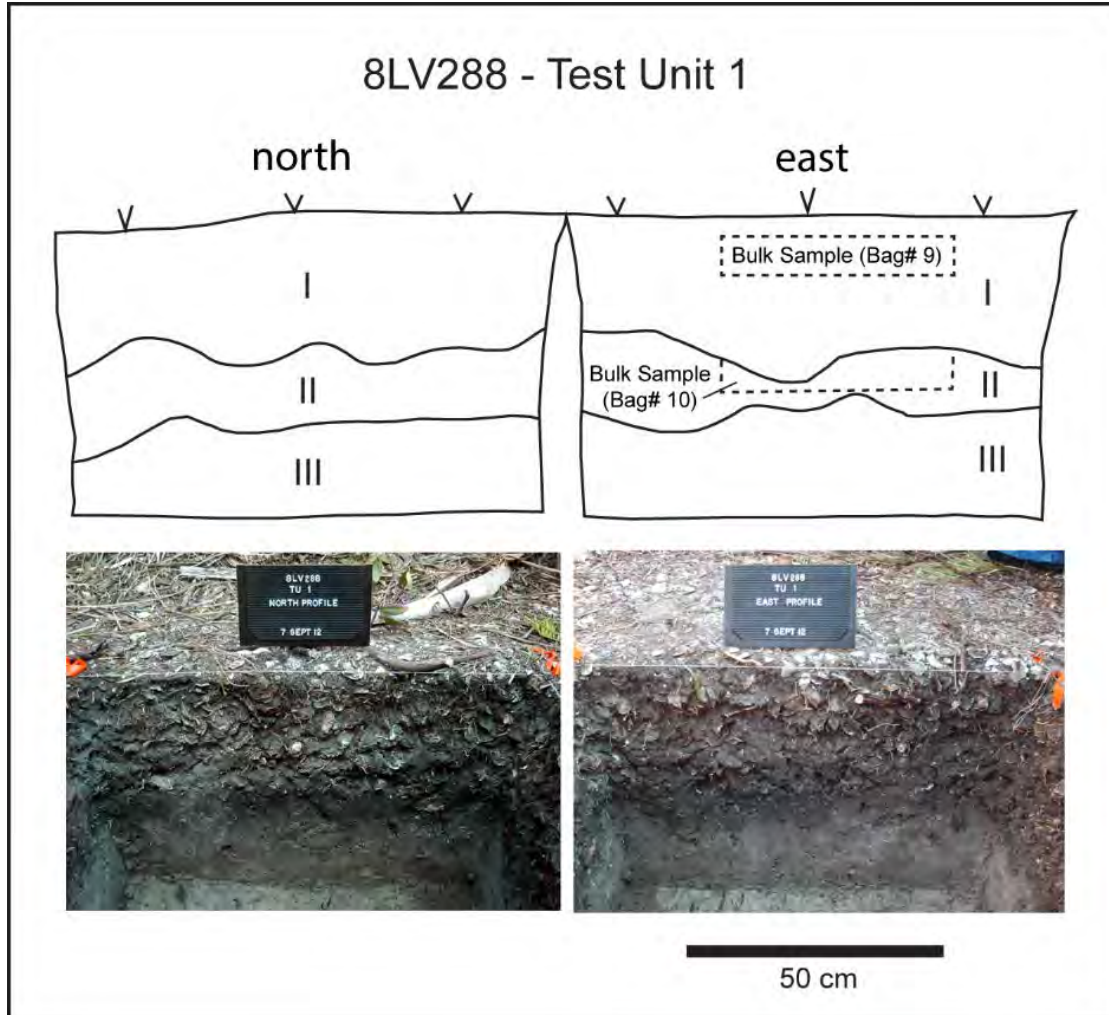 8LV288 - Test Unit 1
north
east
I
II
III
Bulk Sample (Bag# 9)
I
Bulk Sample
(Bag# 10)
II
III
8LV288
TU 1
NORTH PROFILE
7 SEPT 12
8LV288
TU 1
EAST PROFILE
7 SEPT 12
50 cm